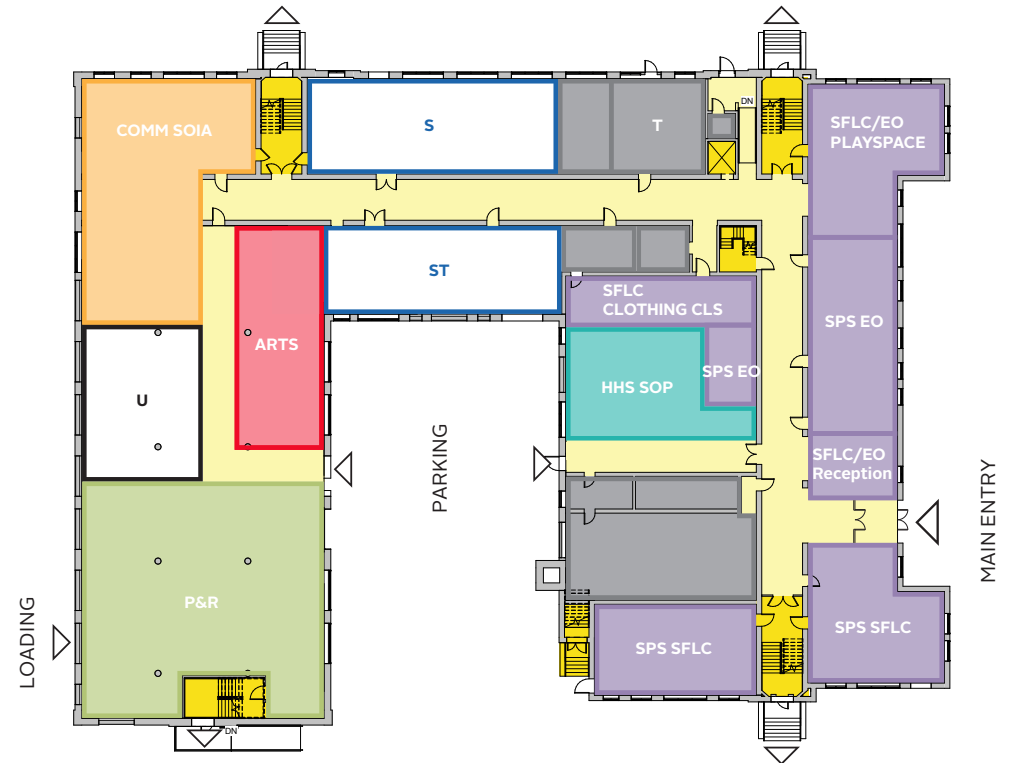 DN
COMM SOIA
S
T
SFLC/EO
PLAYSPACE
ST
SFLC
CLOTHING CLS
SPS EO
ARTS
SPS EO
HHS SOP
U
PARKING
SFLC/EO
Reception
MAIN ENTRY
P&R
LOADING
SPS SFLC
SPS SFLC
DN